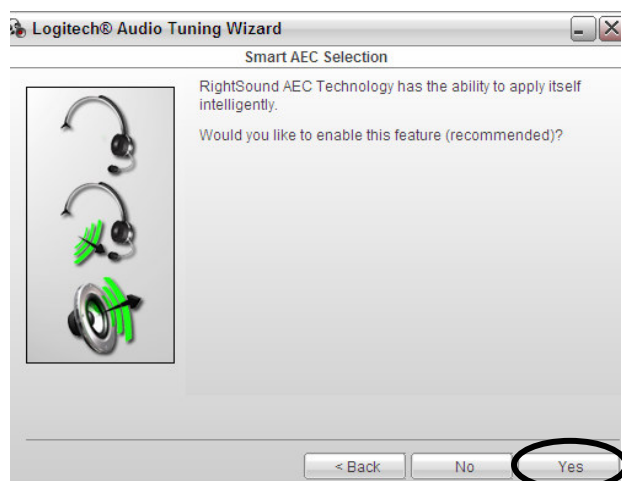 Logitech® Audio Tuning Wizard
Smart AEC Selection
RightSound AEC Technology has the ability to apply itself
intelligently.
Would you like to enable this feature (recommended)?
< Back No Yes